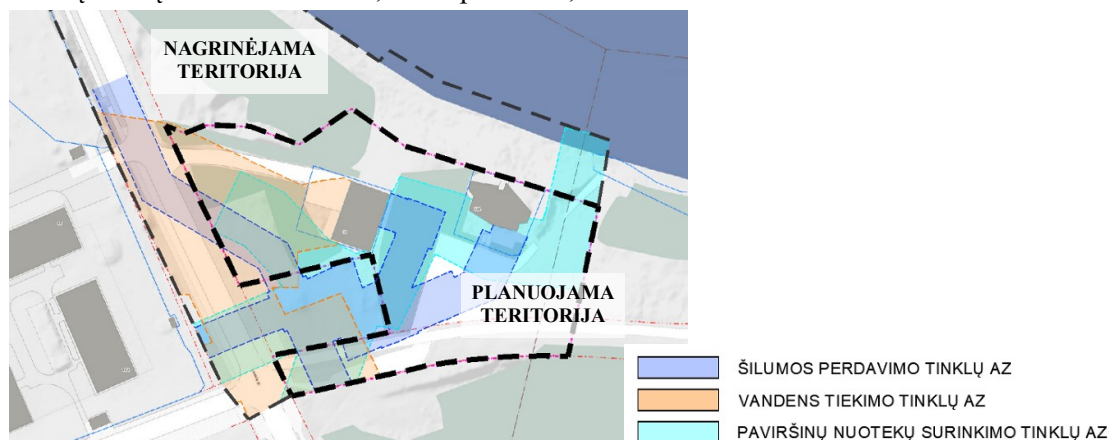 NAGRINĖJAMA
TERITORIJA
PLANUOJAMA
TERITORIJA
ŠILUMOS PERDAVIMO TINKLŲ AZ
VANDENS TIEKIMO TINKLŲ AZ
PAVIRŠINŲ NUOTEKŲ SURINKIMO TINKLŲ AZ